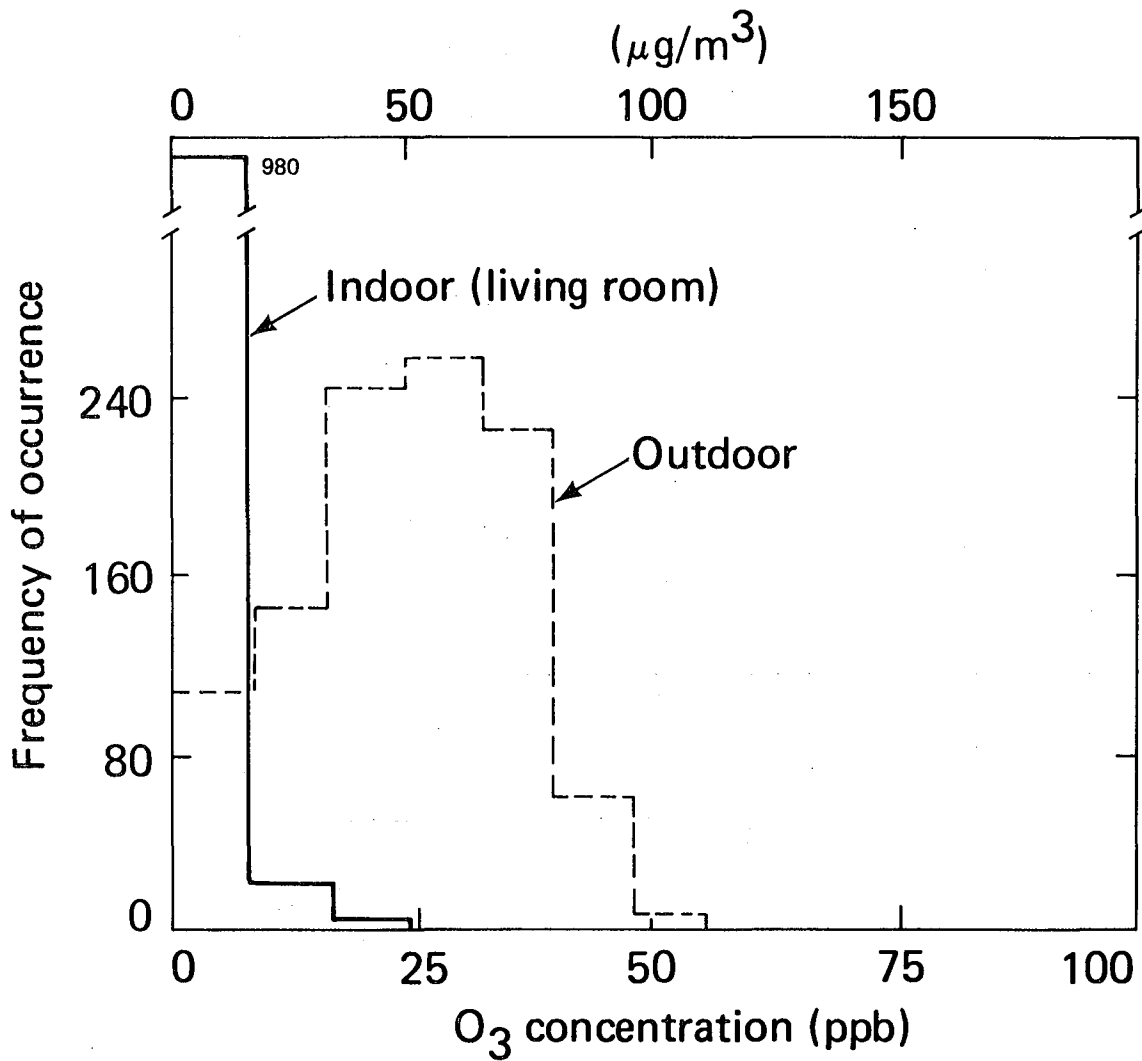 (μg/m³)
0 50 100 150
980
Indoor (living room)
Outdoor
Frequency of occurrence
240
160
80
0
0 25 50 75 100
O₃ concentration (ppb)